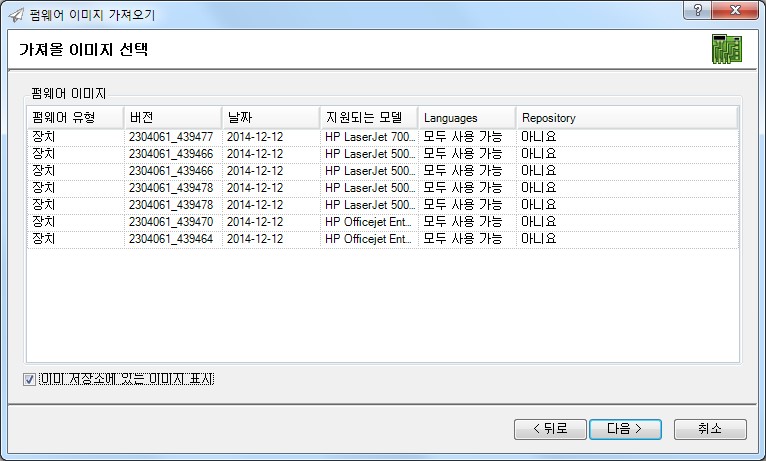 펌웨어 이미지 가져오기
가져올 이미지 선택
펌웨어 이미지
펌웨어 유형 버전 날짜 지원되는 모델 Languages Repository
장치 2304061_439477 2014-12-12 HP LaserJet 700... 모두 사용 가능 아니요
장치 2304061_439466 2014-12-12 HP LaserJet 500... 모두 사용 가능 아니요
장치 2304061_439466 2014-12-12 HP LaserJet 500... 모두 사용 가능 아니요
장치 2304061_439478 2014-12-12 HP LaserJet 500... 모두 사용 가능 아니요
장치 2304061_439478 2014-12-12 HP LaserJet 500... 모두 사용 가능 아니요
장치 2304061_439470 2014-12-12 HP Officejet Ent... 모두 사용 가능 아니요
장치 2304061_439464 2014-12-12 HP Officejet Ent... 모두 사용 가능 아니요
이미 저장소에 있는 이미지 표시
< 뒤로 다음 > 취소